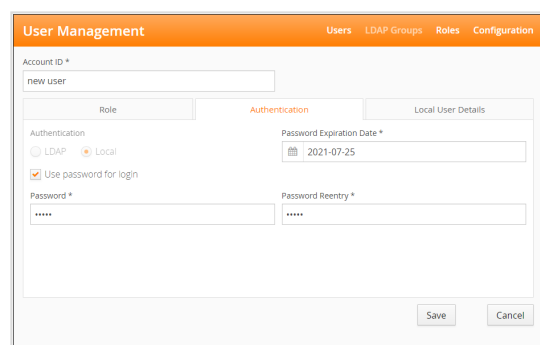 User Management Users LDAP Groups Roles Configuration
Account ID *
new user
Role Authentication Local User Details
Authentication Password Expiration Date *
LDAP Local 2021-07-25
Use password for login
Password * Password Reentry *
••••• •••••
Save Cancel